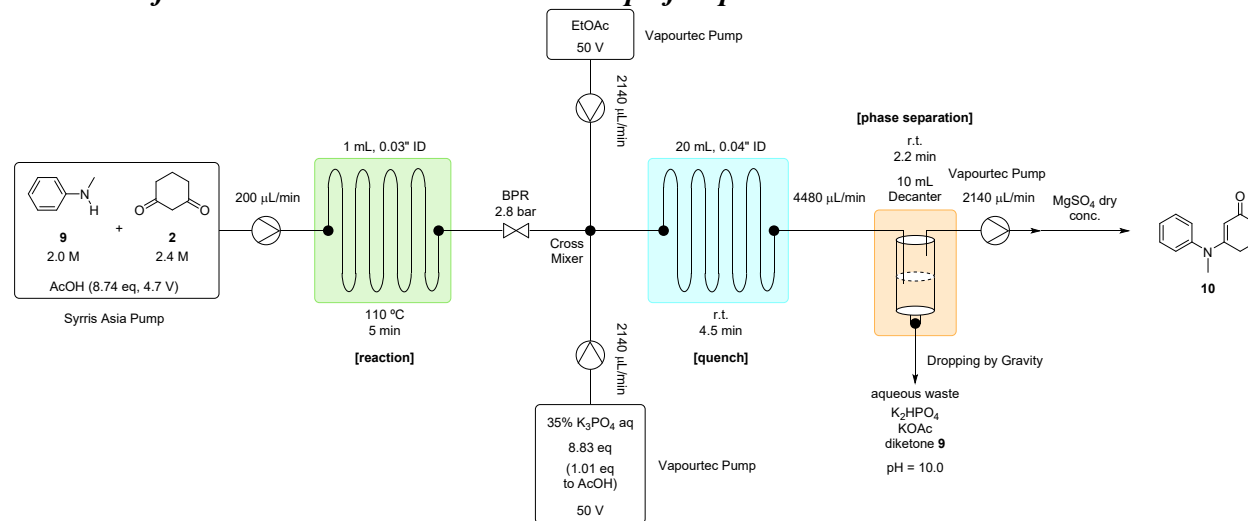 EtOAc
50 V
Vapourtec Pump
2140 μL/min
[phase separation]
r.t.
2.2 min
10 mL
Decanter
1 mL, 0.03" ID
20 mL, 0.04" ID
Vapourtec Pump
2140 μL/min
MgSO4 dry
conc.
N
H
O
O
9
+
2
2.0 M
2.4 M
AcOH (8.74 eq, 4.7 V)
Syrris Asia Pump
200 μL/min
BPR
2.8 bar
Cross
Mixer
4480 μL/min
O
N
10
110 ºC
5 min
[reaction]
r.t.
4.5 min
[quench]
2140 μL/min
Dropping by Gravity
aqueous waste
K2HPO4
KOAc
diketone 9
pH = 10.0
35% K3PO4 aq
8.83 eq
(1.01 eq
to AcOH)
50 V
Vapourtec Pump